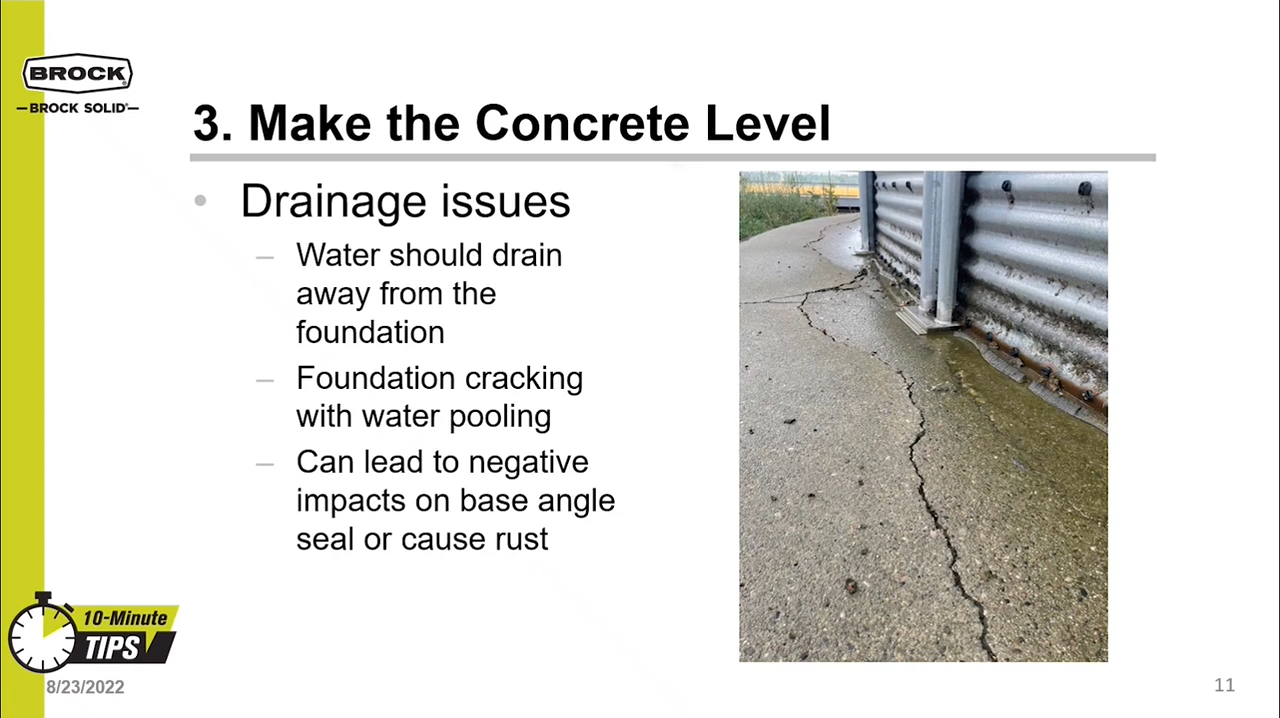 BROCK
BROCK SOLID
3. Make the Concrete Level
• Drainage issues
– Water should drain
away from the
foundation
– Foundation cracking
with water pooling
– Can lead to negative
impacts on base angle
seal or cause rust
10-Minute
TIPS
8/23/2022
11